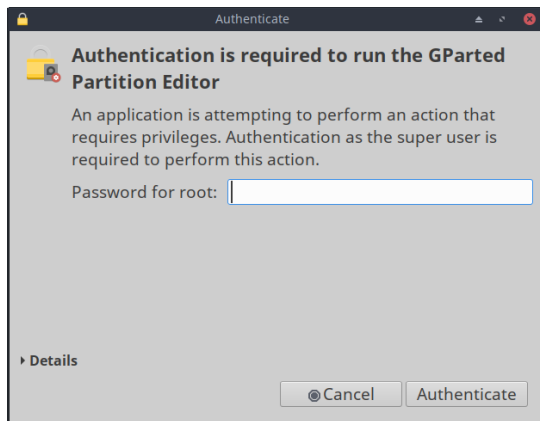 Authenticate
Authentication is required to run the GParted
Partition Editor
An application is attempting to perform an action that
requires privileges. Authentication as the super user is
required to perform this action.
Password for root:
Details
Cancel Authenticate